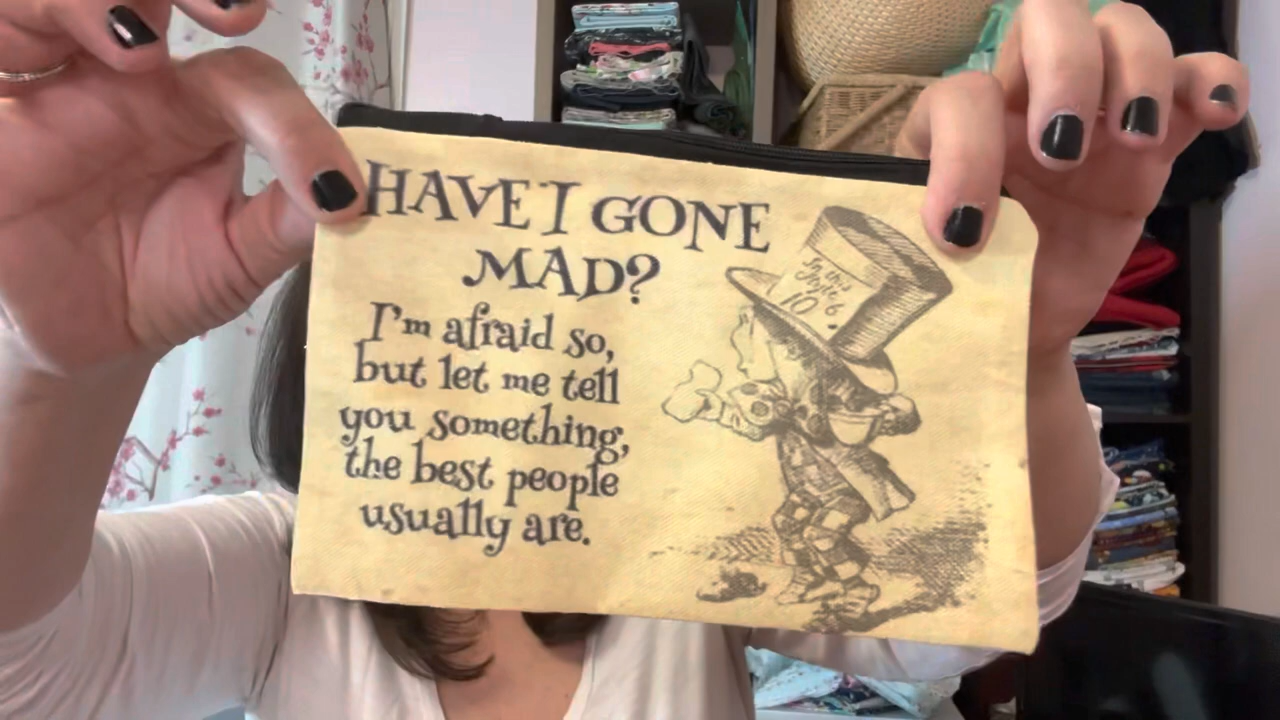 HAVE I GONE
MAD?
I'm afraid so,
but let me tell
you something,
the best people
usually are.
In this
Style
10/6